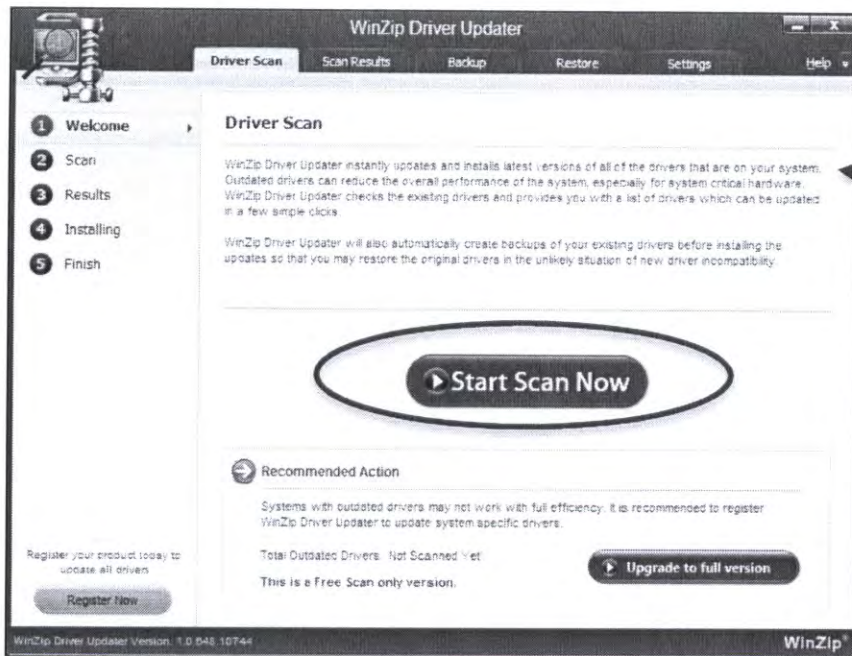 WinZip Driver Updater
Driver Scan
Scan Results
Backup
Restore
Settings
Help
1 Welcome
2 Scan
3 Results
4 Installing
5 Finish
Driver Scan
WinZip Driver Updater instantly updates and installs latest versions of all of the drivers that are on your system.
Outdated drivers can reduce the overall performance of the system, especially for system critical hardware.
WinZip Driver Updater checks the existing drivers and provides you with a list of drivers which can be updated
in a few simple clicks
WinZip Driver Updater will also automatically create backups of your existing drivers before installing the
updates so that you may restore the original drivers in the unlikely situation of new driver incompatibility.
Start Scan Now
Recommended Action
Systems with outdated drivers may not work with full efficiency. It is recommended to register
WinZip Driver Updater to update system specific drivers.
Total Outdated Drivers: Not Scanned Yet
This is a Free Scan only version.
Upgrade to full version
Register your product today to
update all drivers
Register Now
WinZip Driver Updater Version: 1.0.648.10744
WinZip®